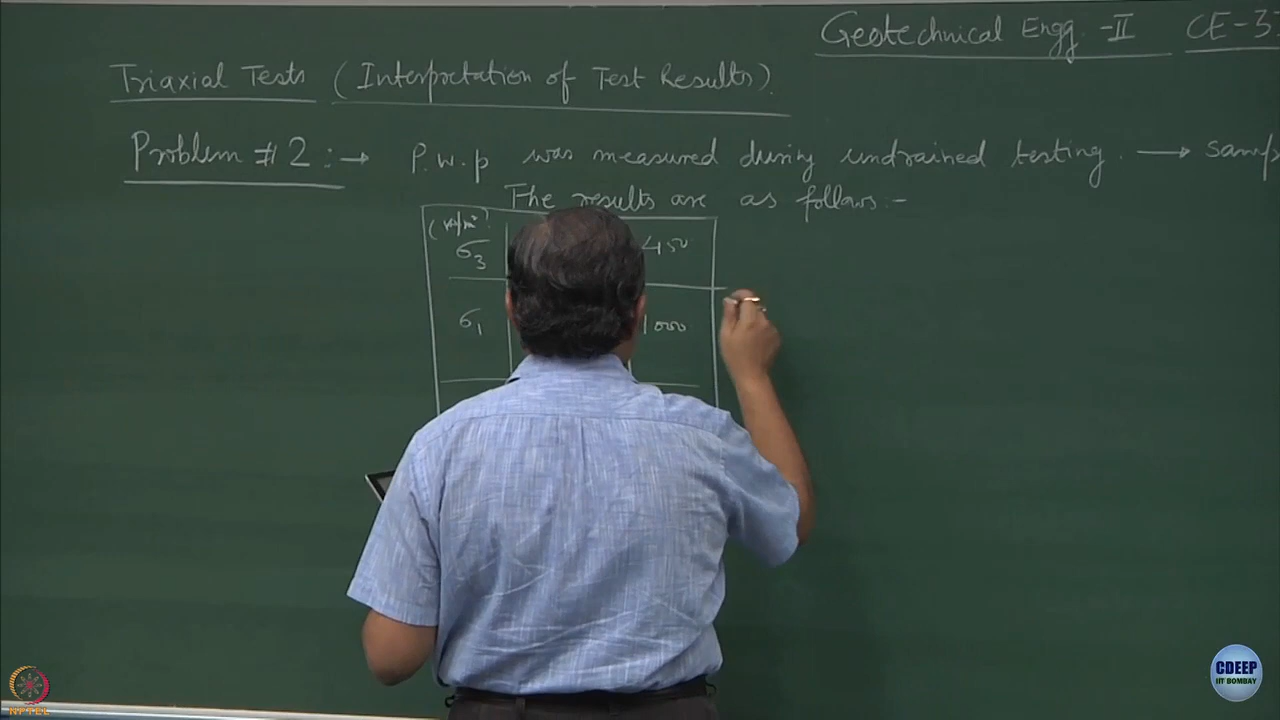 Geotechnical Engg. -II CE-3
Triaxial Tests (Interpretation of Test Results).
Problem # 2 :→ P.w.p was measured during undrained testing. → samp
The results are as follows:-
(kN/m²)
σ3 450
σ1 1000
CDEEP
IIT BOMBAY
NPTEL